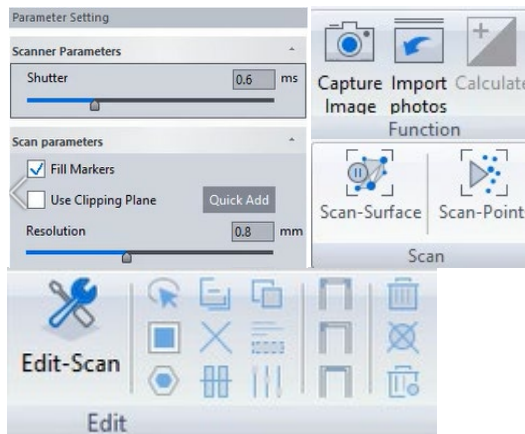 Parameter Setting
Scanner Parameters
Shutter 0.6 ms
Scan parameters
Fill Markers
Use Clipping Plane Quick Add
Resolution 0.8 mm
Capture Image
Import photos
Calculate
Function
Scan-Surface
Scan-Point
Scan
Edit-Scan
Edit